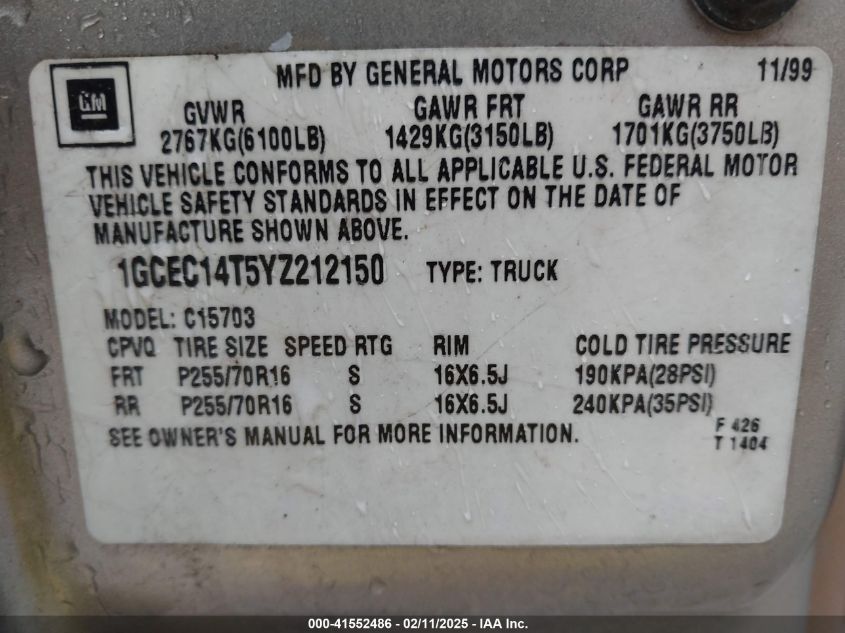 MFD BY GENERAL MOTORS CORP 11/99
GM
GVWR GAWR FRT GAWR RR
2767KG(6100LB) 1429KG(3150LB) 1701KG(3750LB)
THIS VEHICLE CONFORMS TO ALL APPLICABLE U.S. FEDERAL MOTOR
VEHICLE SAFETY STANDARDS IN EFFECT ON THE DATE OF
MANUFACTURE SHOWN ABOVE.
1GCEC14T5YZ212150 TYPE: TRUCK
MODEL: C15703
CPVQ TIRE SIZE SPEED RTG RIM COLD TIRE PRESSURE
FRT P255/70R16 S 16X6.5J 190KPA(28PSI)
RR P255/70R16 S 16X6.5J 240KPA(35PSI)
SEE OWNER'S MANUAL FOR MORE INFORMATION.
F 426
T 1404
000-41552486 - 02/11/2025 - IAA Inc.